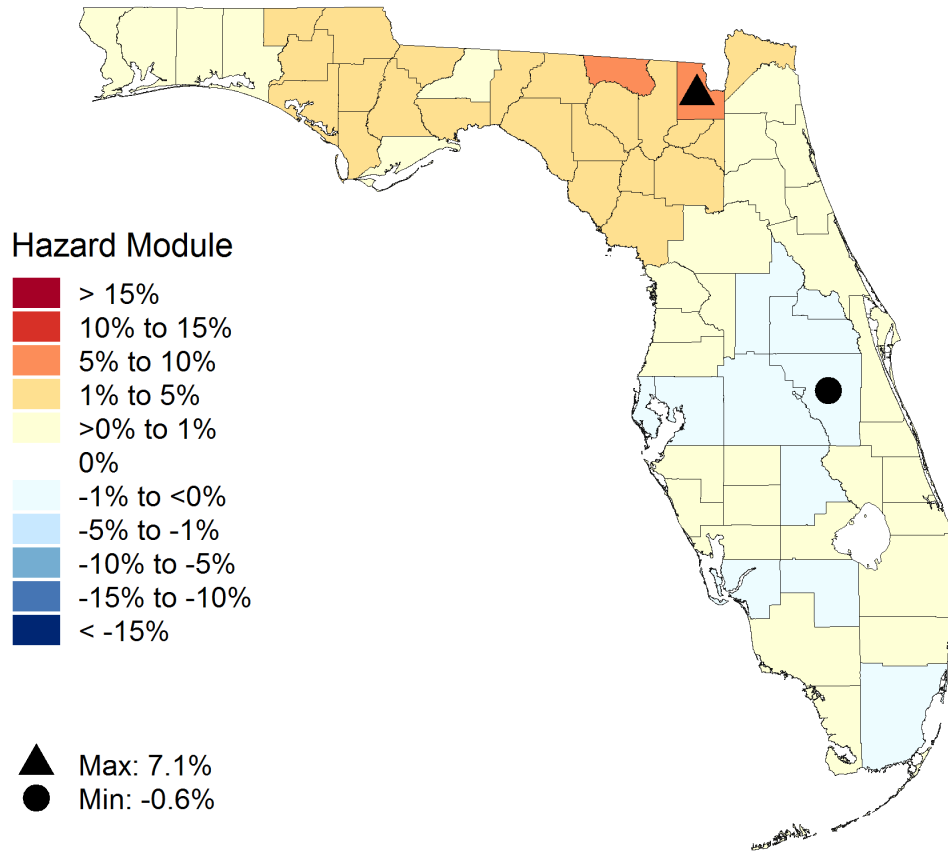 Hazard Module
> 15%
10% to 15%
5% to 10%
1% to 5%
>0% to 1%
0%
-1% to <0%
-5% to -1%
-10% to -5%
-15% to -10%
< -15%
Max: 7.1%
Min: -0.6%